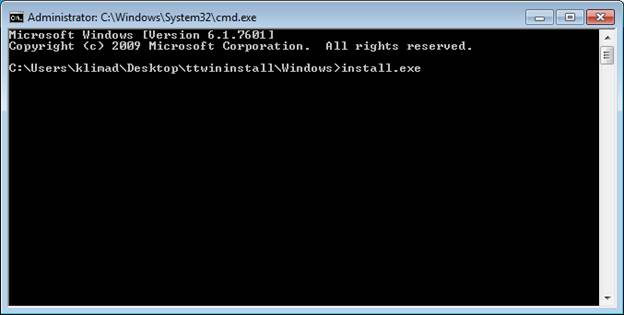 Administrator: C:\Windows\System32\cmd.exe
Microsoft Windows [Version 6.1.7601]
Copyright (c) 2009 Microsoft Corporation.  All rights reserved.
C:\Users\klimad\Desktop\ttwininstall\Windows>install.exe